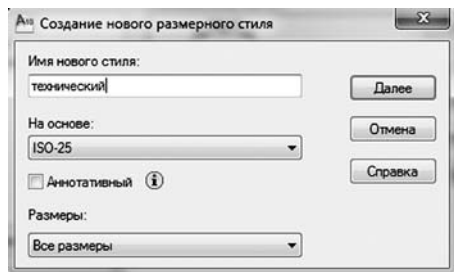 Создание нового размерного стиля
Имя нового стиля:
технический
Далее
На основе:
Отмена
ISO-25
Справка
Аннотативный
Размеры:
Все размеры